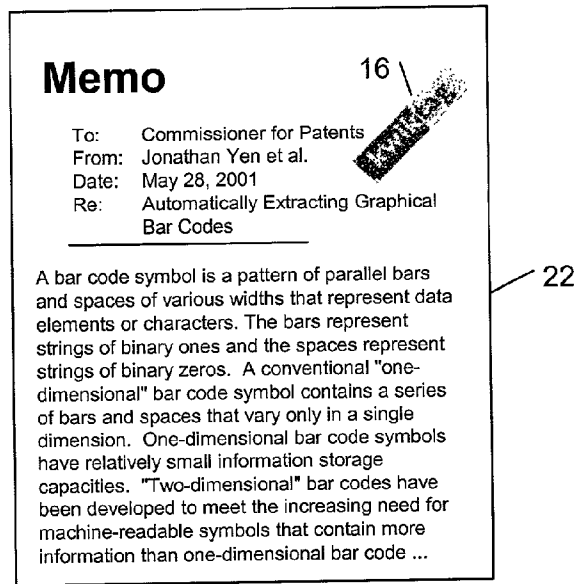 Memo
16
To: Commissioner for Patents
From: Jonathan Yen et al.
Date: May 28, 2001
Re: Automatically Extracting Graphical
Bar Codes
A bar code symbol is a pattern of parallel bars
and spaces of various widths that represent data
elements or characters. The bars represent
strings of binary ones and the spaces represent
strings of binary zeros. A conventional "one-
dimensional" bar code symbol contains a series
of bars and spaces that vary only in a single
dimension. One-dimensional bar code symbols
have relatively small information storage
capacities. "Two-dimensional" bar codes have
been developed to meet the increasing need for
machine-readable symbols that contain more
information than one-dimensional bar code ...
22